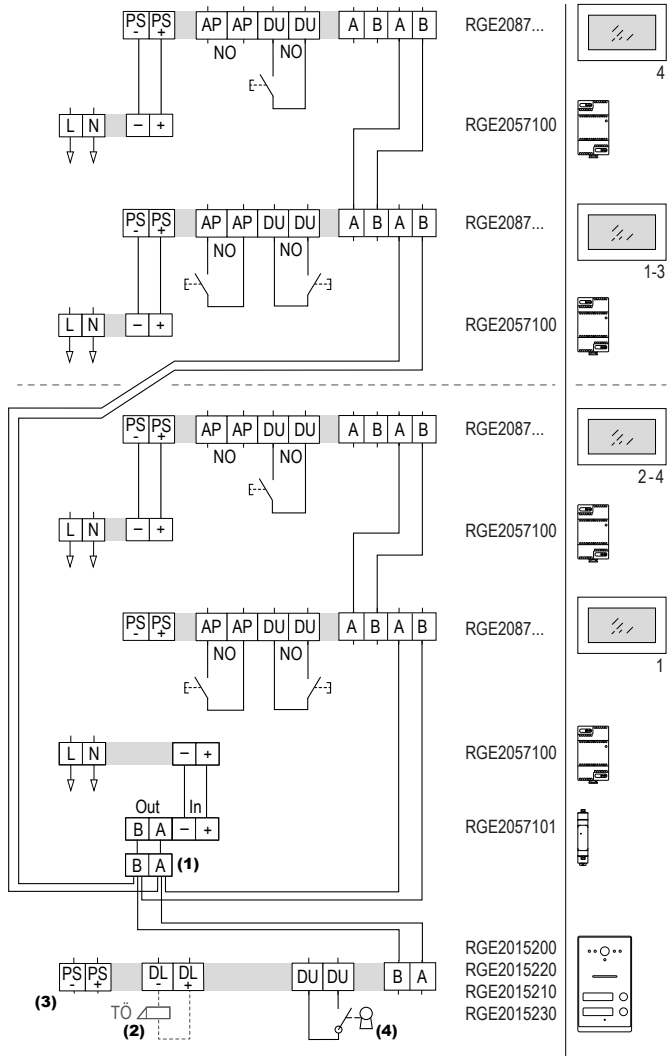 PS - PS + AP AP DU DU A B A B RGE2087...
NO NO
4
L N – + RGE2057100
PS - PS + AP AP DU DU A B A B RGE2087...
NO NO
1-3
L N – + RGE2057100
PS - PS + AP AP DU DU A B A B RGE2087...
NO NO
2-4
L N – + RGE2057100
PS - PS + AP AP DU DU A B A B RGE2087...
NO NO
1
L N – + RGE2057100
Out In
B A – + RGE2057101
B A (1)
RGE2015200
PS - PS + DL - DL + DU DU B A RGE2015220
(3) TÖ (2) (4) RGE2015210
RGE2015230